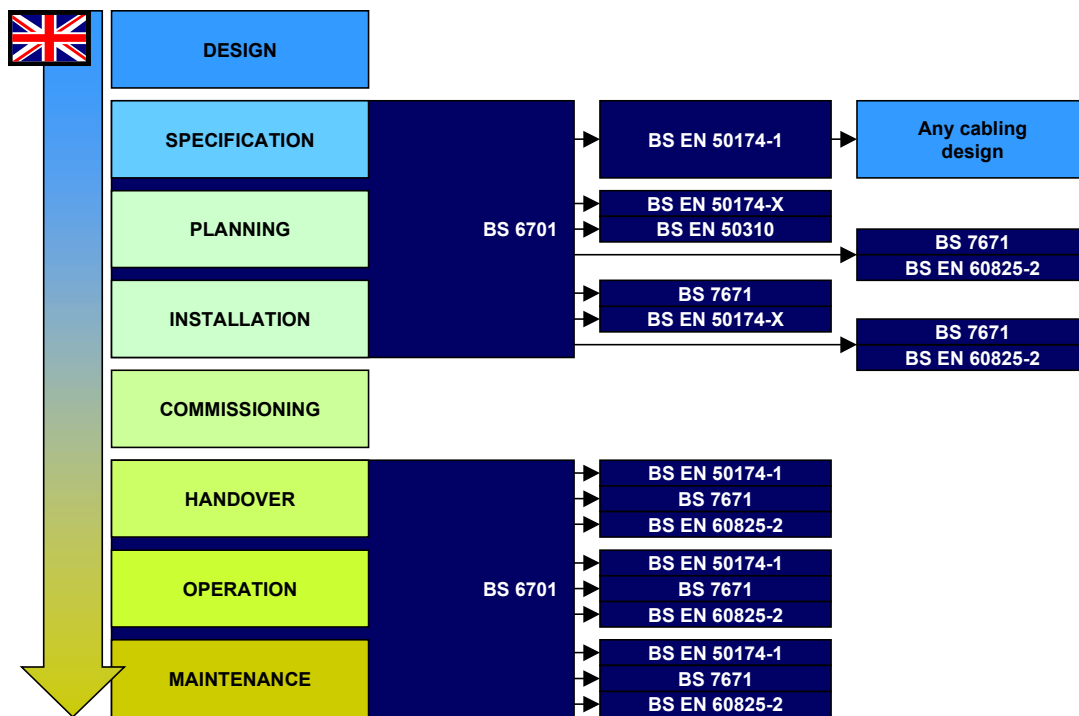 DESIGN
SPECIFICATION
BS 6701
BS EN 50174-1
Any cabling
design
PLANNING
BS EN 50174-X
BS EN 50310
BS 7671
BS EN 60825-2
INSTALLATION
BS 7671
BS EN 50174-X
BS 7671
BS EN 60825-2
COMMISSIONING
HANDOVER
BS 6701
BS EN 50174-1
BS 7671
BS EN 60825-2
OPERATION
BS EN 50174-1
BS 7671
BS EN 60825-2
MAINTENANCE
BS EN 50174-1
BS 7671
BS EN 60825-2